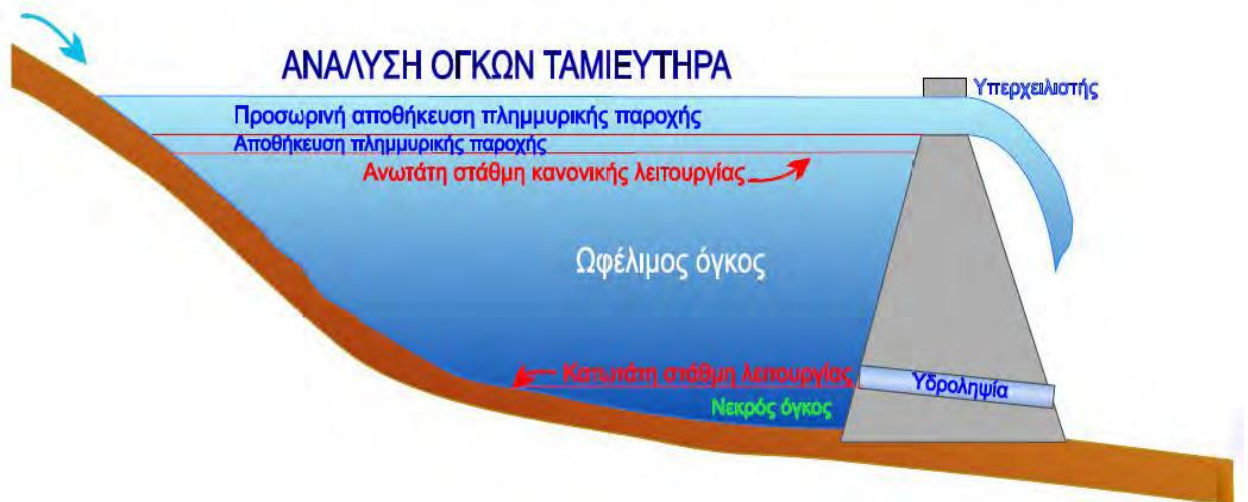 ΑΝΑΛΥΣΗ ΟΓΚΩΝ ΤΑΜΙΕΥΤΗΡΑ
Υπερχειλιστής
Προσωρινή αποθήκευση πλημμυρικής παροχής
Αποθήκευση πλημμυρικής παροχής
Ανωτάτη στάθμη κανονικής λειτουργίας
Ωφέλιμος όγκος
Κατωτάτη στάθμη λειτουργίας
Υδροληψία
Νεκρός όγκος